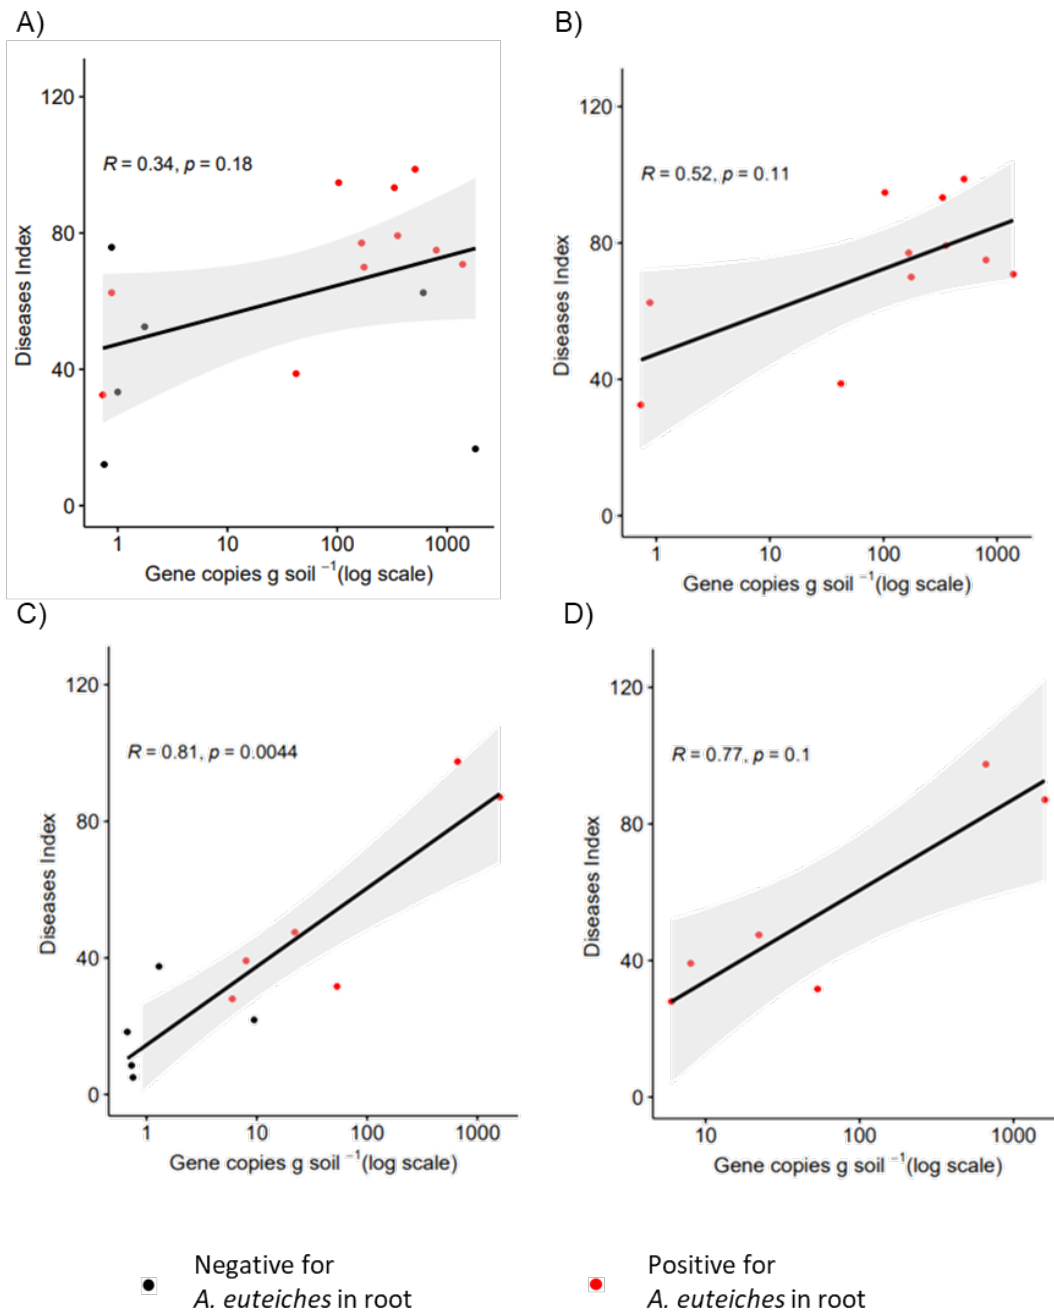 A)
120
80
40
0
R = 0.34, p = 0.18
Diseases Index
1 10 100 1000
Gene copies g soil ⁻¹(log scale)
B)
120
80
40
0
R = 0.52, p = 0.11
Diseases Index
1 10 100 1000
Gene copies g soil ⁻¹(log scale)
C)
120
80
40
0
R = 0.81, p = 0.0044
Diseases Index
1 10 100 1000
Gene copies g soil ⁻¹(log scale)
D)
120
80
40
0
R = 0.77, p = 0.1
Diseases Index
10 100 1000
Gene copies g soil ⁻¹(log scale)
Negative for
A. euteiches in root
Positive for
A. euteiches in root